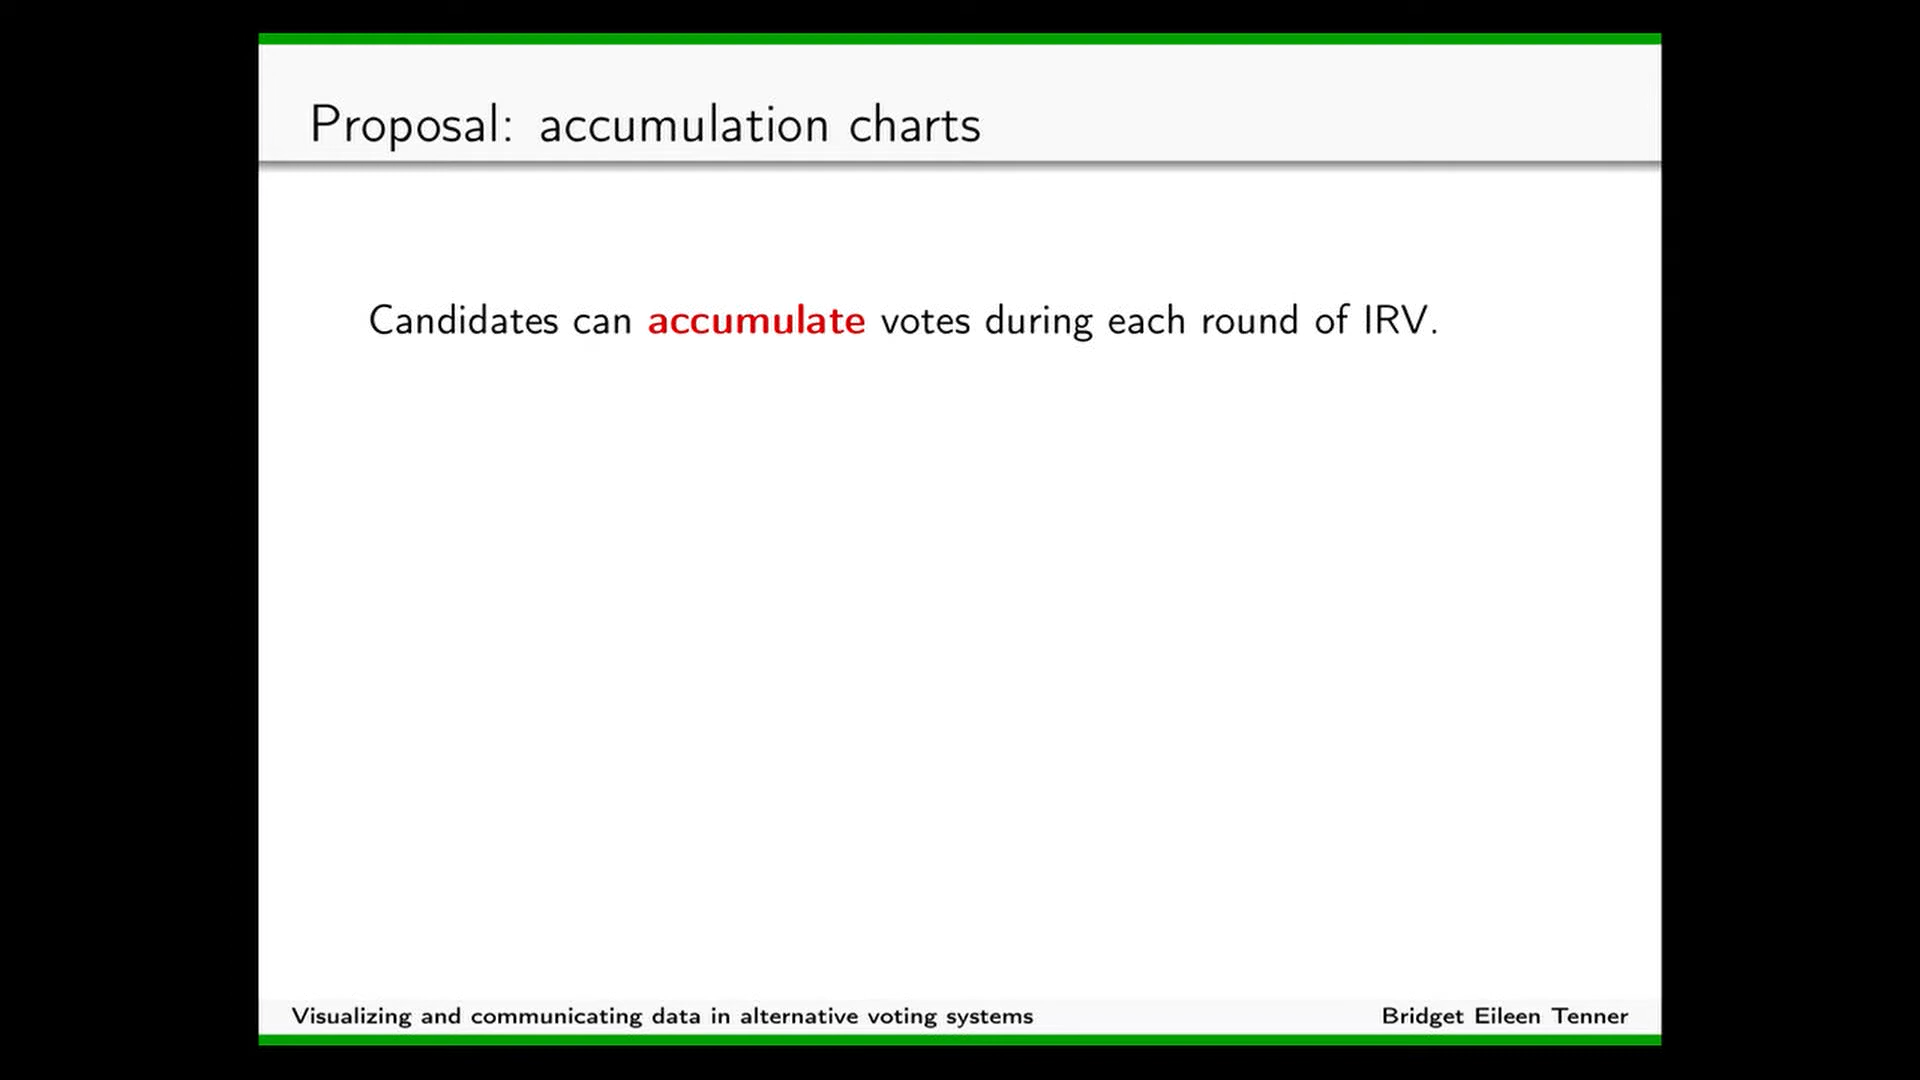 Proposal: accumulation charts
Candidates can accumulate votes during each round of IRV.
Visualizing and communicating data in alternative voting systems
Bridget Eileen Tenner